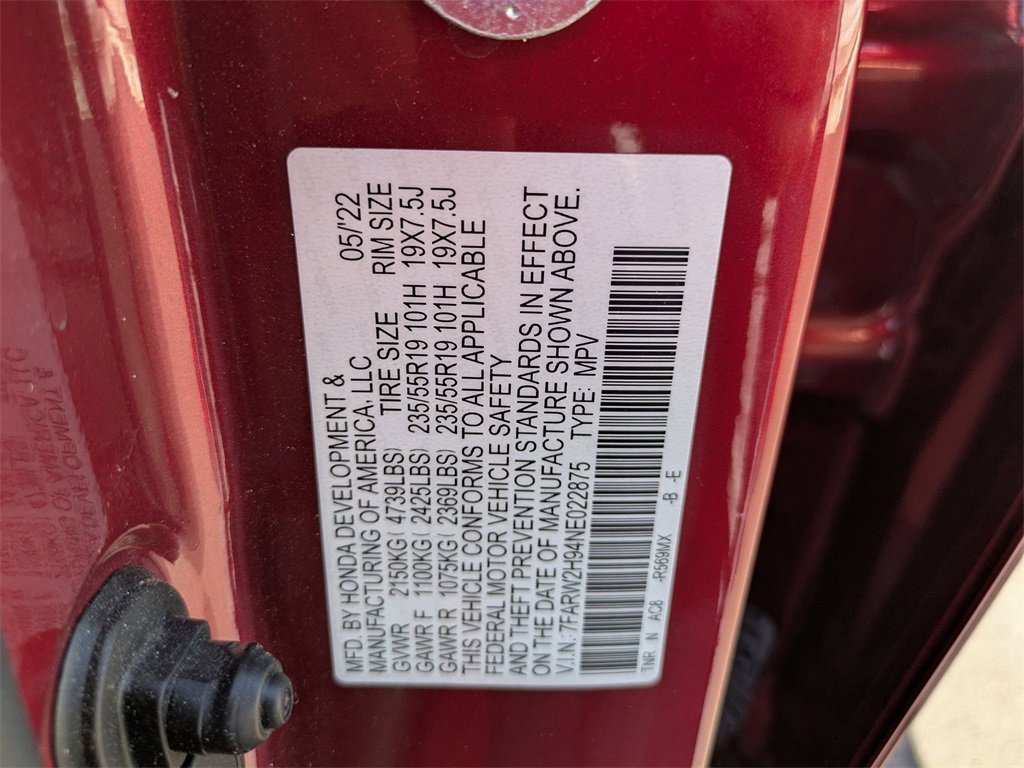 MFD. BY HONDA DEVELOPMENT & 05/'22
MANUFACTURING OF AMERICA, LLC
TIRE SIZE RIM SIZE
GVWR 2150KG( 4739LBS)
GAWR F 1100KG( 2425LBS) 235/55R19 101H 19X7.5J
GAWR R 1075KG( 2369LBS) 235/55R19 101H 19X7.5J
THIS VEHICLE CONFORMS TO ALL APPLICABLE
FEDERAL MOTOR VEHICLE SAFETY
AND THEFT PREVENTION STANDARDS IN EFFECT
ON THE DATE OF MANUFACTURE SHOWN ABOVE.
V.I.N.:7FARW2H94NE022875 TYPE: MPV
TNR N AC8 -R569MX -B -E